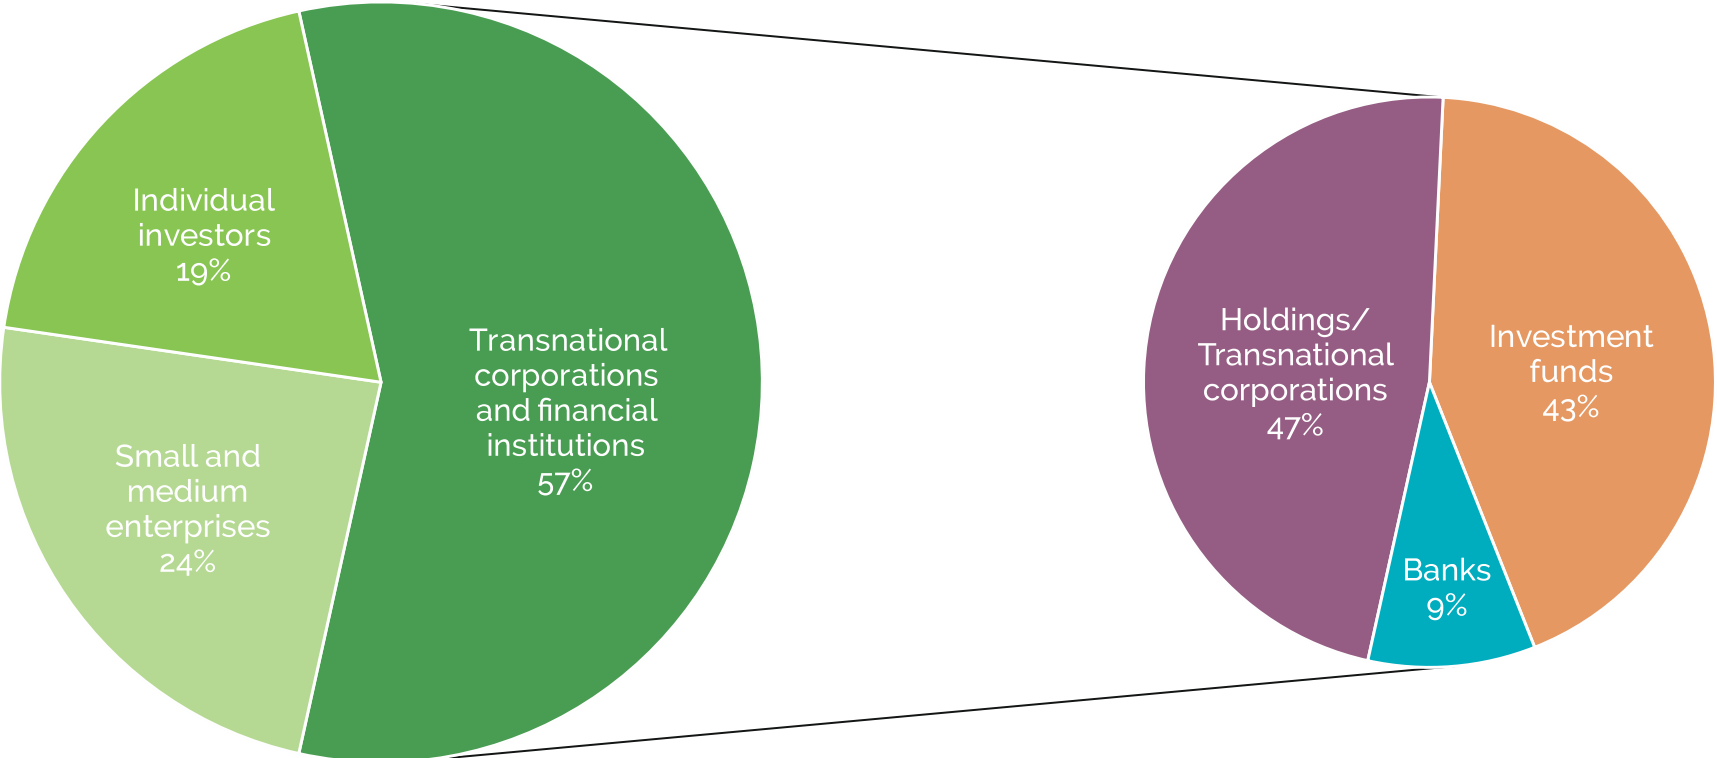 Individual
investors
19%
Small and
medium
enterprises
24%
Transnational
corporations
and financial
institutions
57%
Holdings/
Transnational
corporations
47%
Investment
funds
43%
Banks
9%